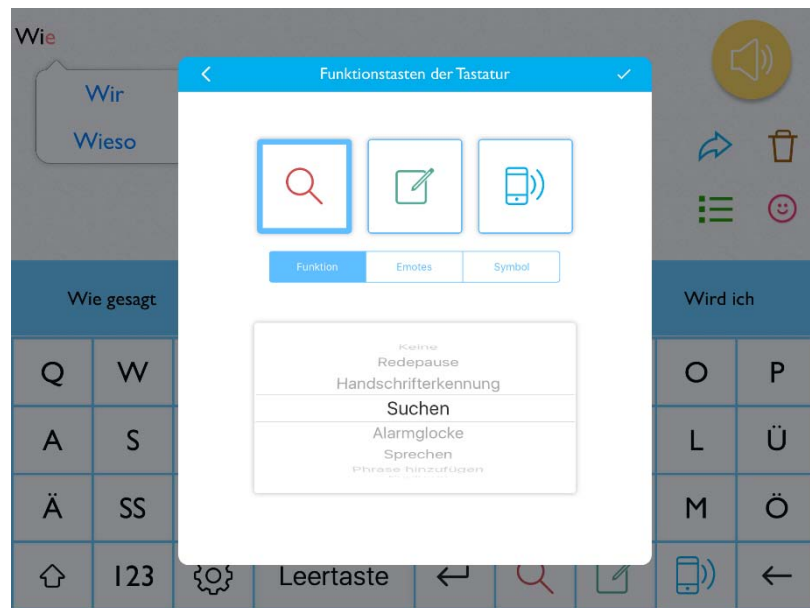 Wie
Wir
Wieso
Funktionstasten der Tastatur
Funktion Emotes Symbol
Keine
Redepause
Handschrifterkennung
Suchen
Alarmglocke
Sprechen
Phrase hinzufügen
Wie gesagt Wird ich
Q W O P
A S L Ü
Ä SS M Ö
123 Leertaste